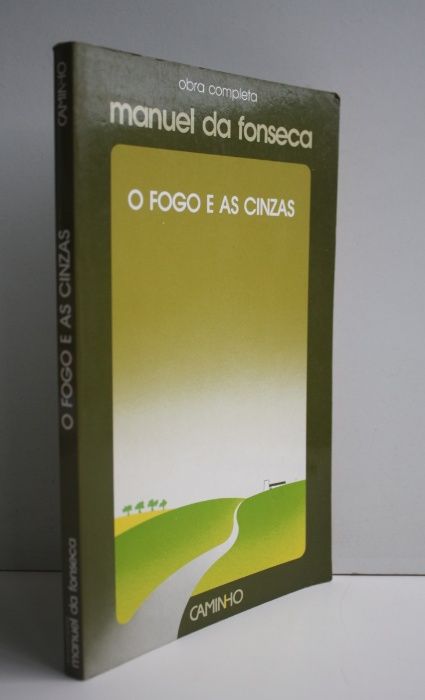 obra completa
manuel da fonseca
O FOGO E AS CINZAS
CAMINHO
CAMINHO
O FOGO E AS CINZAS
manuel da fonseca